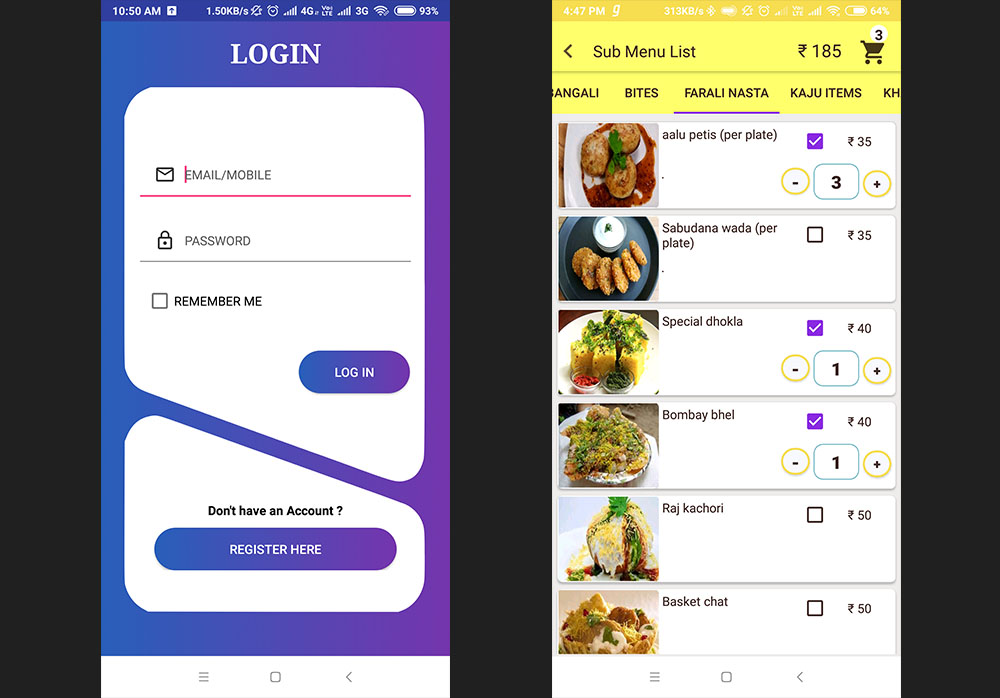 10:50 AM 1.50KB/s 4G VoLTE 3G 93%
LOGIN
EMAIL/MOBILE
PASSWORD
REMEMBER ME
LOG IN
Don't have an Account ?
REGISTER HERE
4:47 PM g 313KB/s VoLTE 64%
Sub Menu List ₹ 185 3
BANGALI BITES FARALI NASTA KAJU ITEMS KH
aalu petis (per plate) ₹ 35
.
- 3 +
Sabudana wada (per ₹ 35
plate)
.
Special dhokla ₹ 40
- 1 +
Bombay bhel ₹ 40
- 1 +
Raj kachori ₹ 50
Basket chat ₹ 50